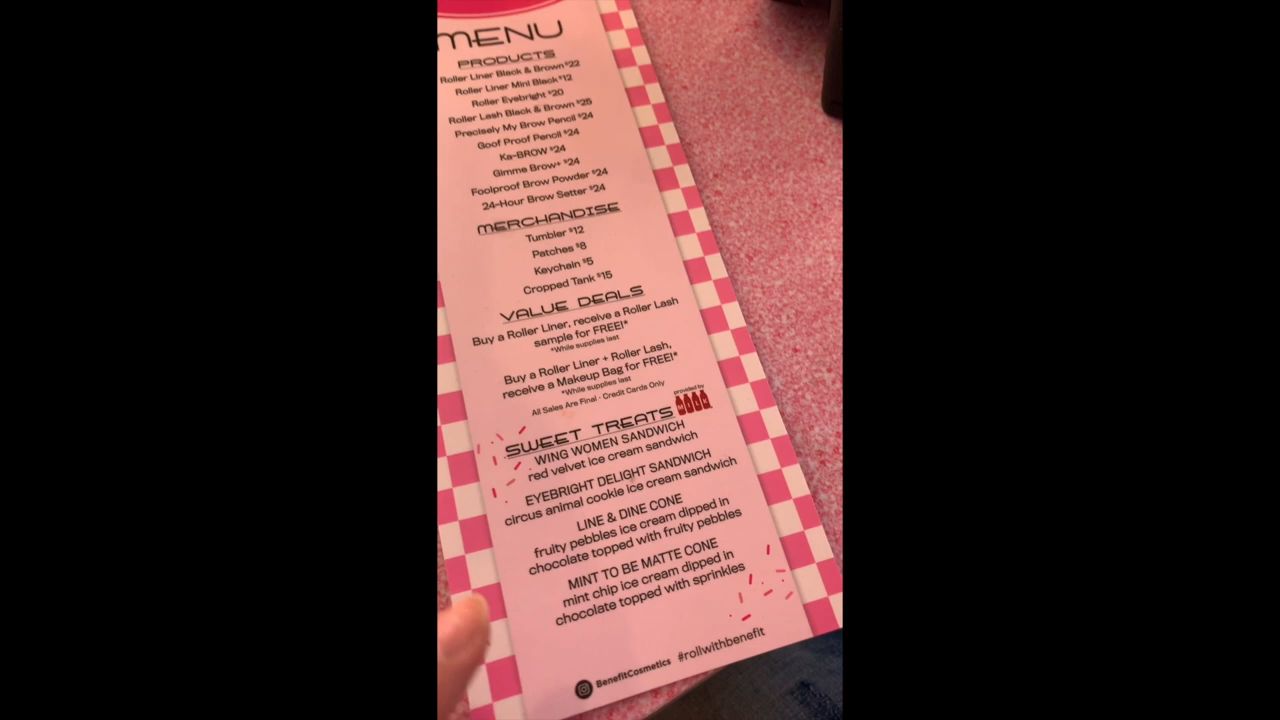 MENU
PRODUCTS
Roller Liner Black & Brown $22
Roller Liner Mini Black $12
Roller Eyebright $20
Roller Lash Black & Brown $25
Precisely My Brow Pencil $24
Goof Proof Pencil $24
Ka-BROW $24
Gimme Brow+ $24
Foolproof Brow Powder $24
24-Hour Brow Setter $24
MERCHANDISE
Tumbler $12
Patches $8
Keychain $5
Cropped Tank $15
VALUE DEALS
Buy a Roller Liner, receive a Roller Lash
sample for FREE!*
*While supplies last
Buy a Roller Liner + Roller Lash,
receive a Makeup Bag for FREE!*
*While supplies last
All Sales Are Final · Credit Cards Only
provided by
MILK
SWEET TREATS
WING WOMEN SANDWICH
red velvet ice cream sandwich
EYEBRIGHT DELIGHT SANDWICH
circus animal cookie ice cream sandwich
LINE & DINE CONE
fruity pebbles ice cream dipped in
chocolate topped with fruity pebbles
MINT TO BE MATTE CONE
mint chip ice cream dipped in
chocolate topped with sprinkles
BenefitCosmetics #rollwithbenefit